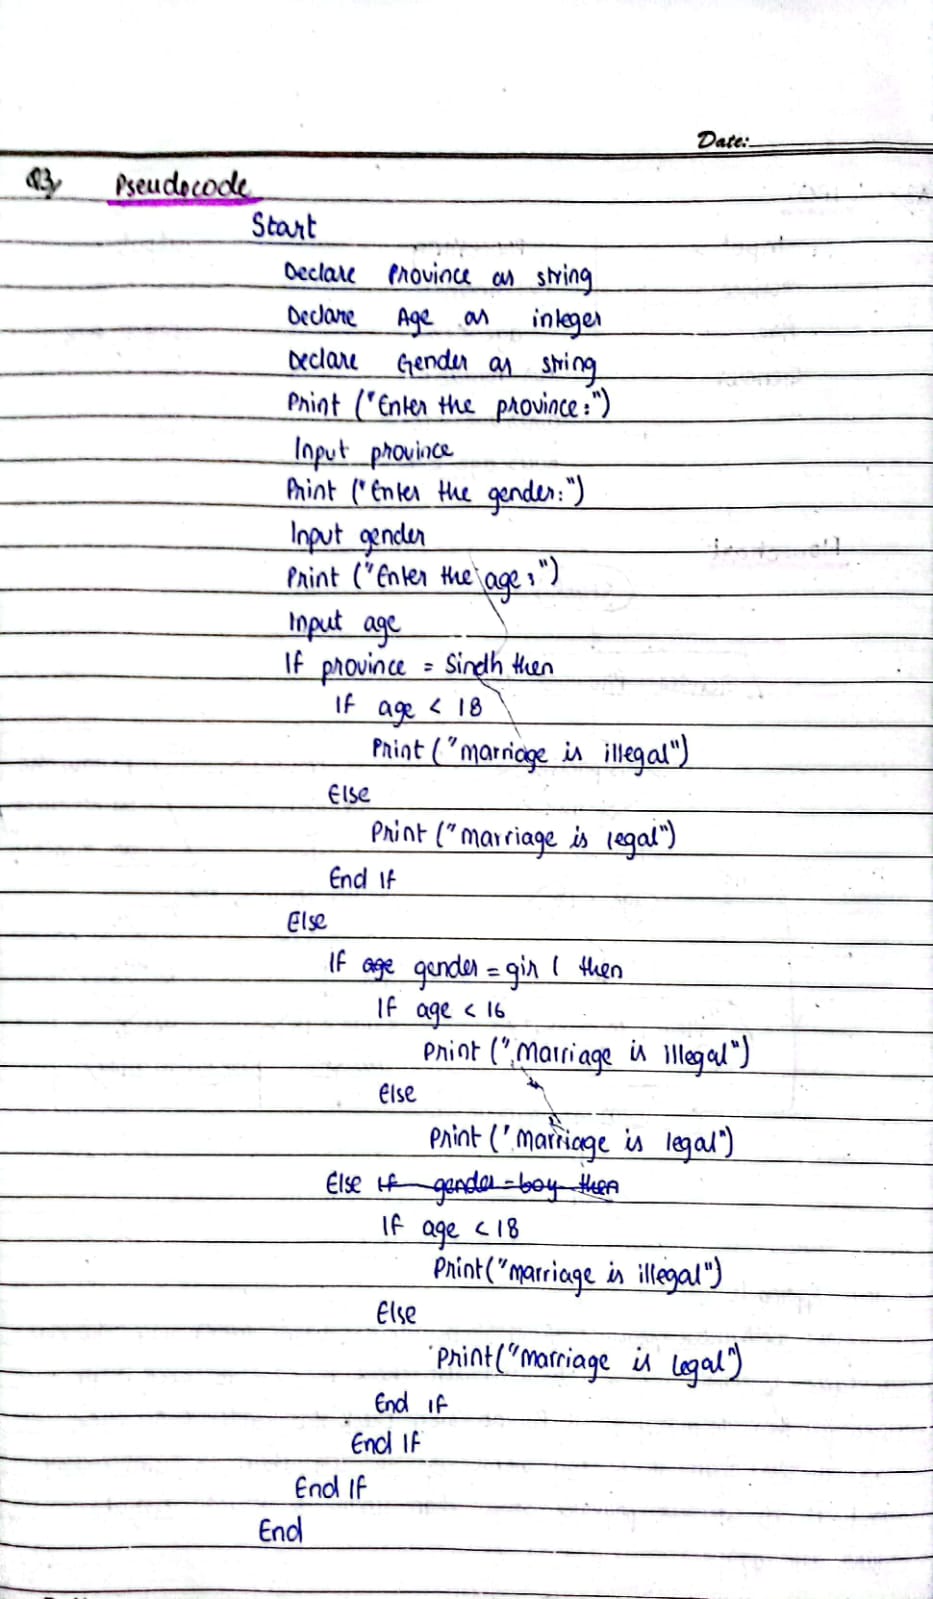 Date:
Q3, Pseudocode
Start
Declare Province as string
Declare Age as integer
Declare Gender as string
Print ("Enter the province:")
Input province
Print ("Enter the gender:")
Input gender
Print ("Enter the age:")
Input age
If province = Sindh then
If age < 18
Print ("marriage is illegal")
Else
Print ("marriage is legal")
End if
Else
If age gender = girl then
If age < 16
Print ("Marriage is illegal")
Else
Print ("marriage is legal")
Else if gender = boy then
If age < 18
Print("marriage is illegal")
Else
Print("marriage is legal")
End if
End If
End If
End